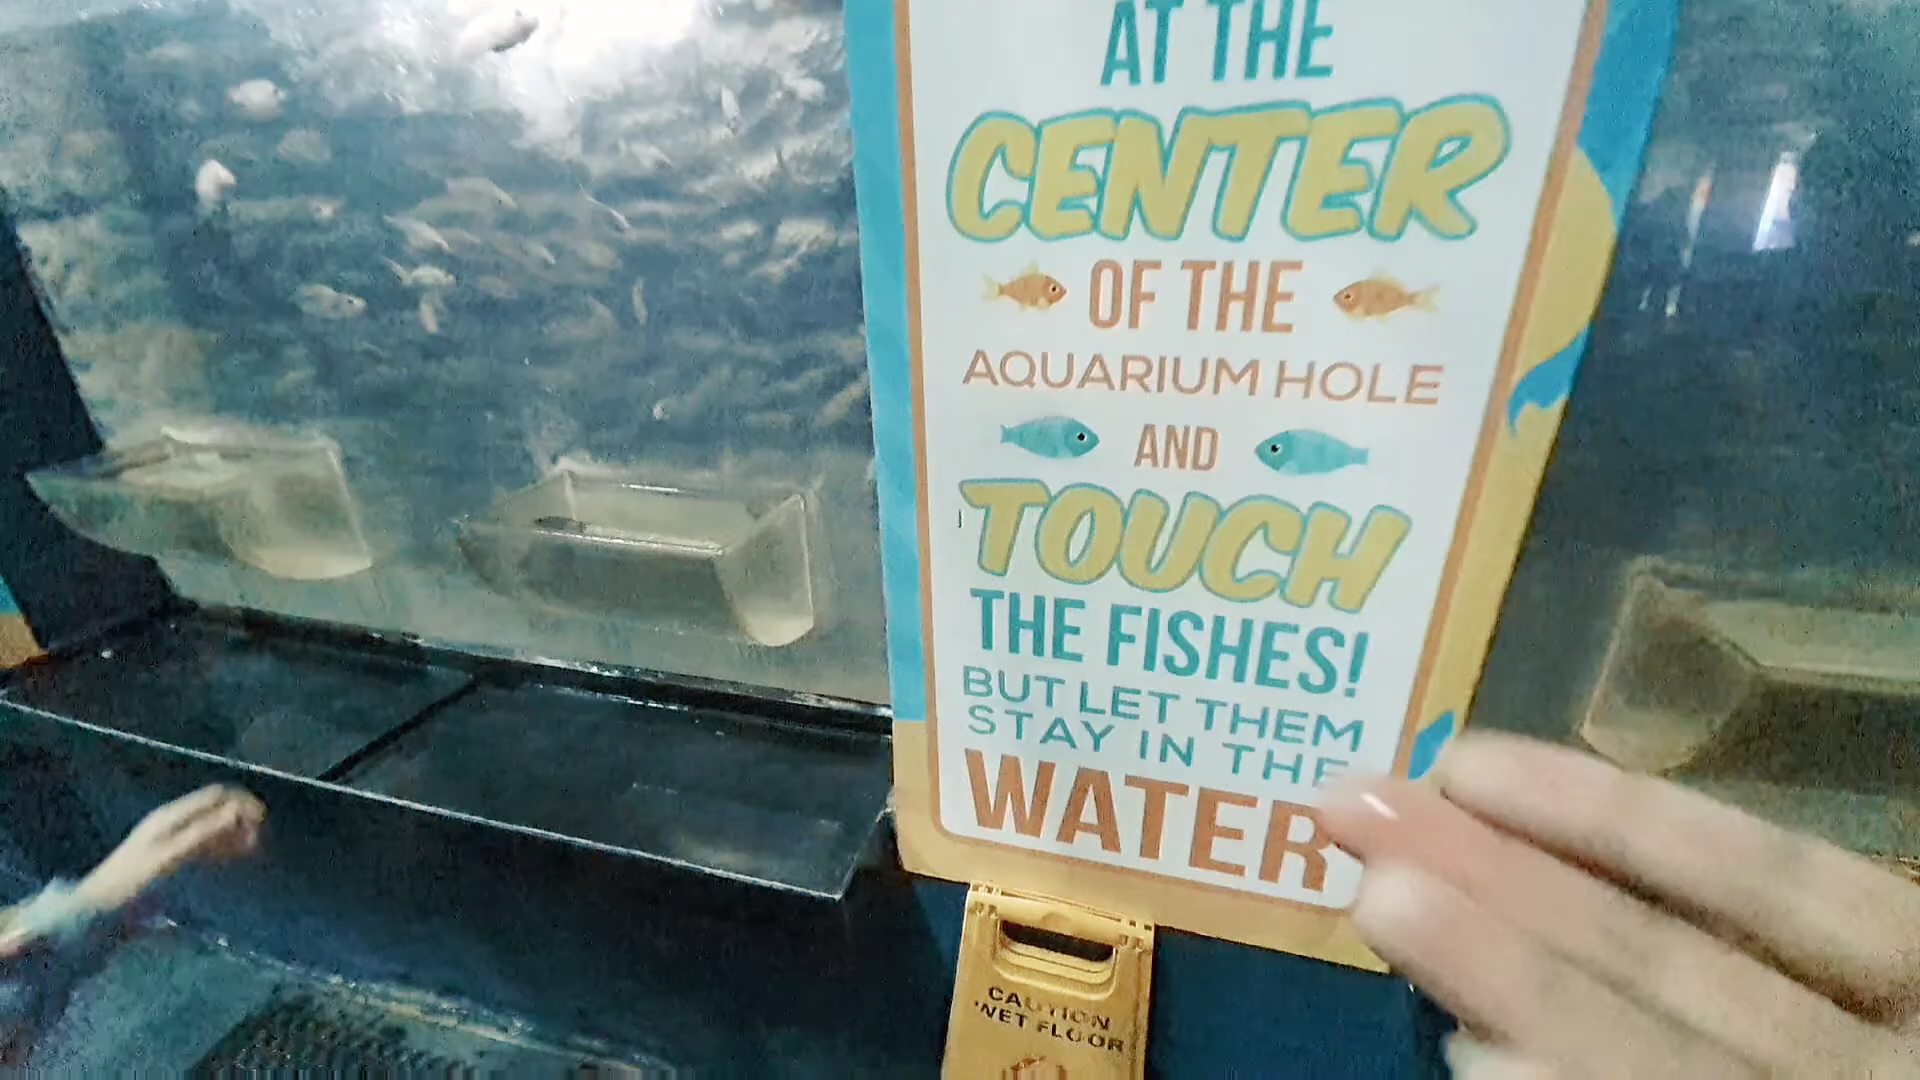 AT THE
CENTER
OF THE
AQUARIUM HOLE
AND
TOUCH
THE FISHES!
BUT LET THEM
STAY IN THE
WATER
CAUTION
WET FLOOR